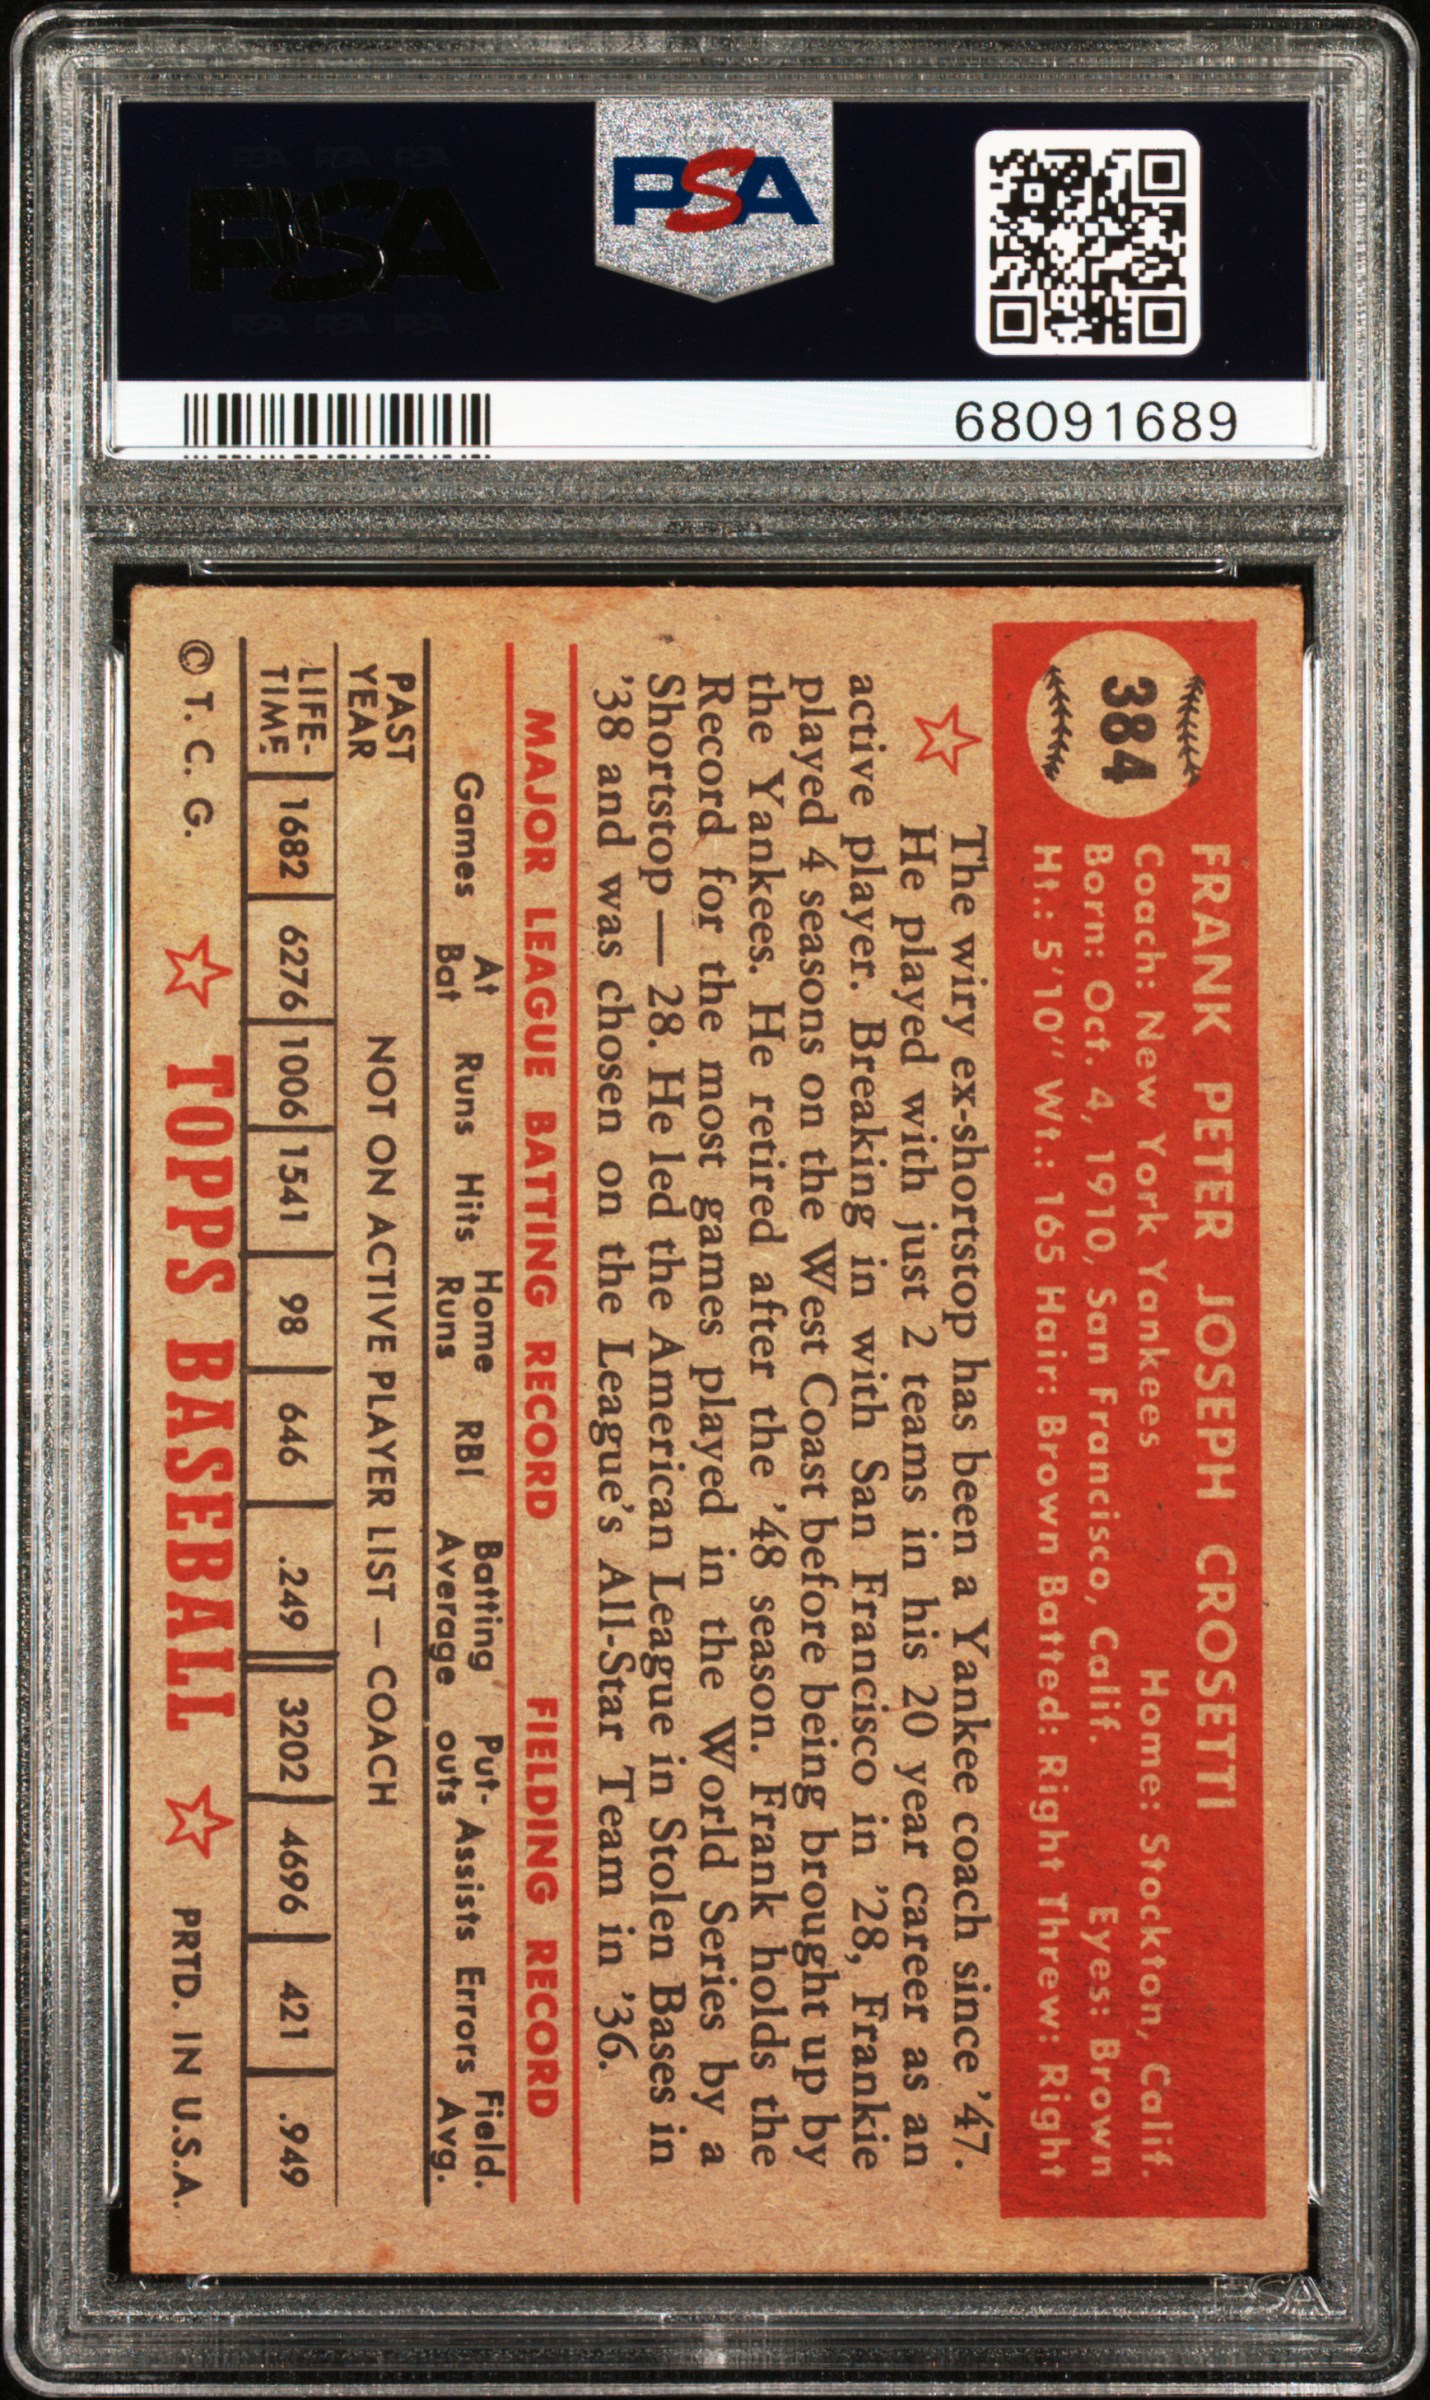 PSA PSA PSA
PSA
PSA PSA PSA
PSA
68091689
384
FRANK PETER JOSEPH CROSETTI
Coach: New York Yankees Home: Stockton, Calif.
Born: Oct. 4, 1910, San Francisco, Calif. Eyes: Brown
Ht.: 5'10'' Wt.: 165 Hair: Brown Batted: Right Threw: Right
The wiry ex-shortstop has been a Yankee coach since '47.
He played with just 2 teams in his 20 year career as an
active player. Breaking in with San Francisco in '28, Frankie
played 4 seasons on the West Coast before being brought up by
the Yankees. He retired after the '48 season. Frank holds the
Record for the most games played in the World Series by a
Shortstop — 28. He led the American League in Stolen Bases in
'38 and was chosen on the League's All-Star Team in '36.
MAJOR LEAGUE BATTING RECORD FIELDING RECORD
Games At Bat Runs Hits Home Runs RBI Batting Average Put-outs Assists Errors Field. Avg.
PAST YEAR NOT ON ACTIVE PLAYER LIST — COACH
LIFE-TIME 1682 6276 1006 1541 98 646 .249 3202 4696 421 .949
© T. C. G. TOPPS BASEBALL PRTD. IN U.S.A.
PSA